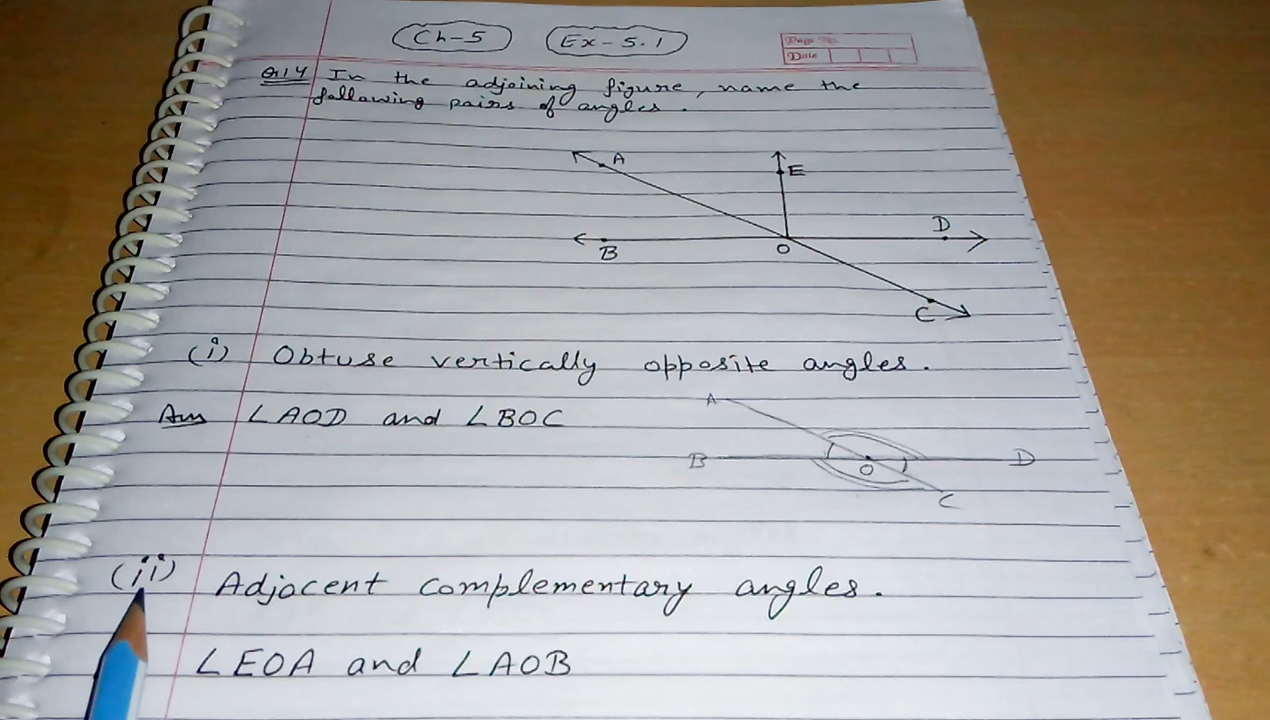 Ch-5 Ex-5.1
Page No.
Date
Q.14 In the adjoining figure, name the
following pairs of angles.
A
E
D
B
O
C
(i) Obtuse vertically opposite angles.
Ans ∠AOD and ∠BOC
A
B
D
O
C
(ii) Adjacent complementary angles.
∠EOA and ∠AOB